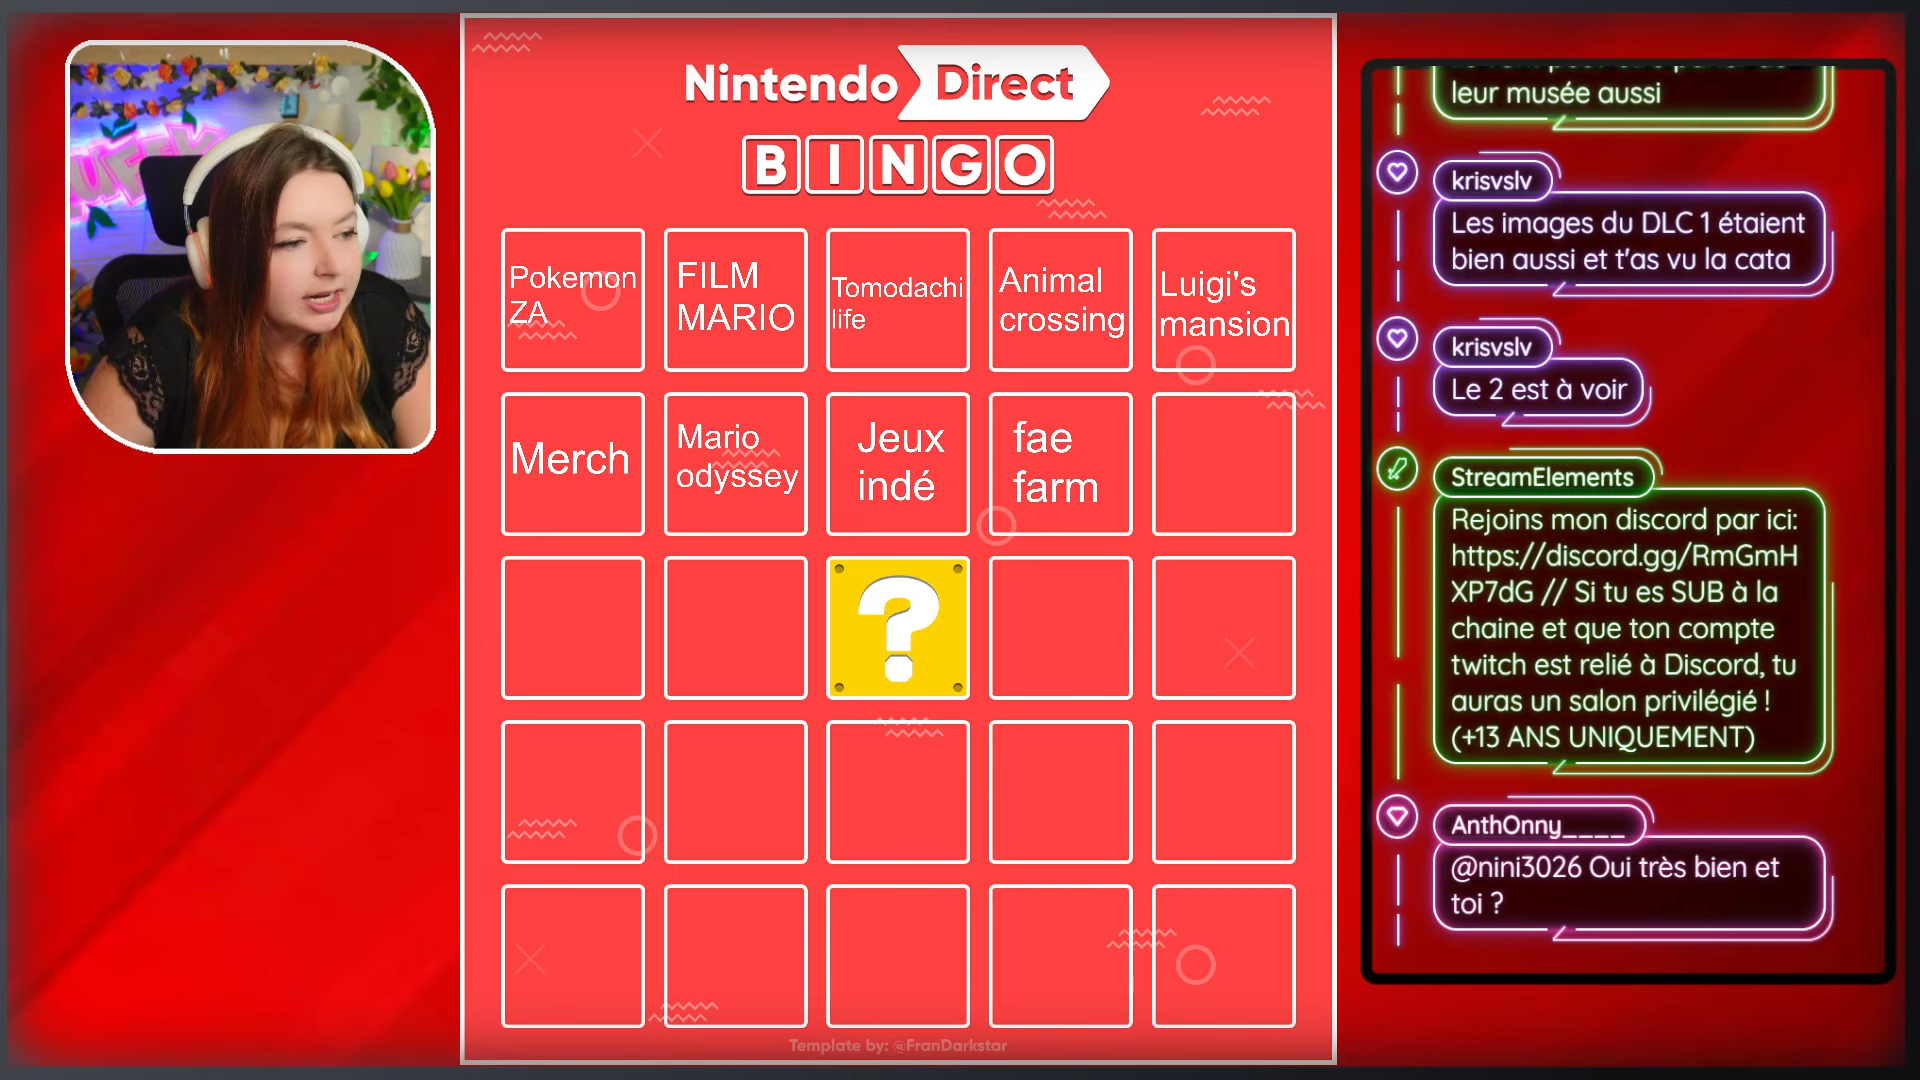 Nintendo Direct
BINGO
Pokemon
ZA
FILM
MARIO
Tomodachi
life
Animal
crossing
Luigi's
mansion
Merch
Mario
odyssey
Jeux
indé
fae
farm
?
Template by: @FranDarkstar
leur musée aussi
krisvslv
Les images du DLC 1 étaient
bien aussi et t'as vu la cata
krisvslv
Le 2 est à voir
StreamElements
Rejoins mon discord par ici:
https://discord.gg/RmGmH
XP7dG // Si tu es SUB à la
chaine et que ton compte
twitch est relié à Discord, tu
auras un salon privilégié !
(+13 ANS UNIQUEMENT)
AnthOnny____
@nini3026 Oui très bien et
toi ?